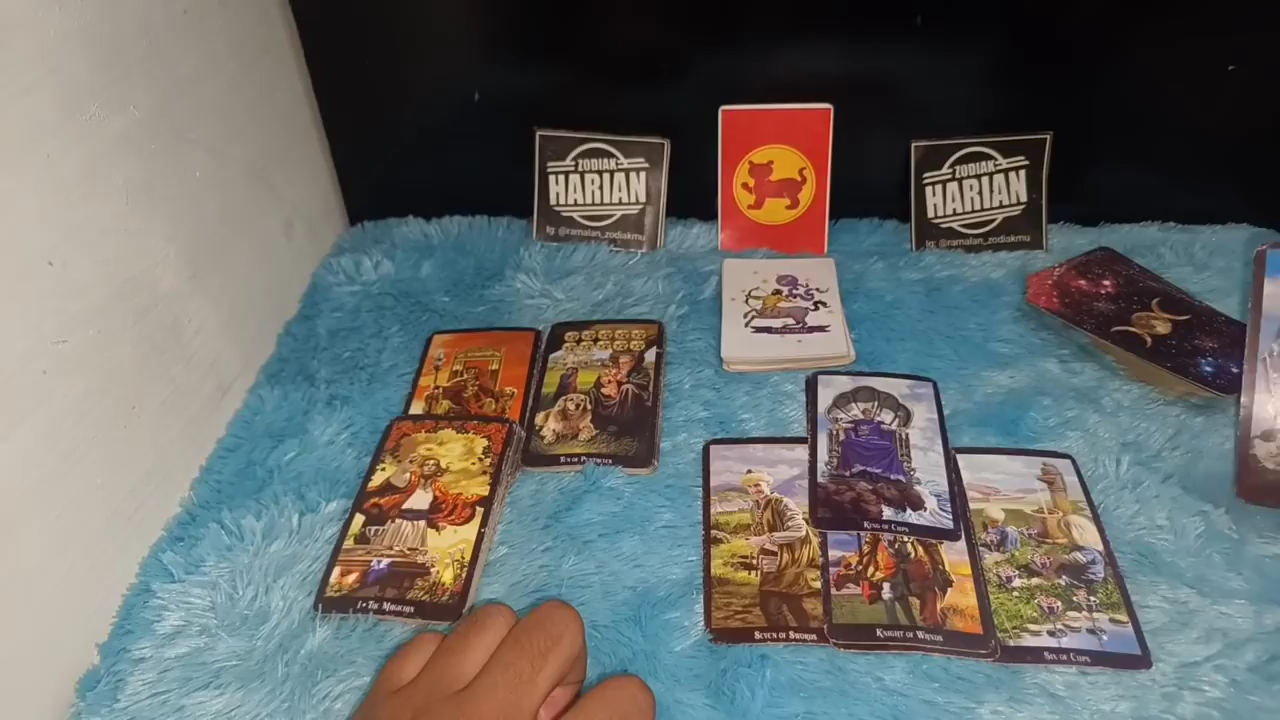 ZODIAK
HARIAN
Ig: @ramalan_zodiakmu
ZODIAK
HARIAN
Ig: @ramalan_zodiakmu
Ten of Pentacles
King of Cups
I • The Magician
Seven of Swords
Knight of Wands
Six of Cups